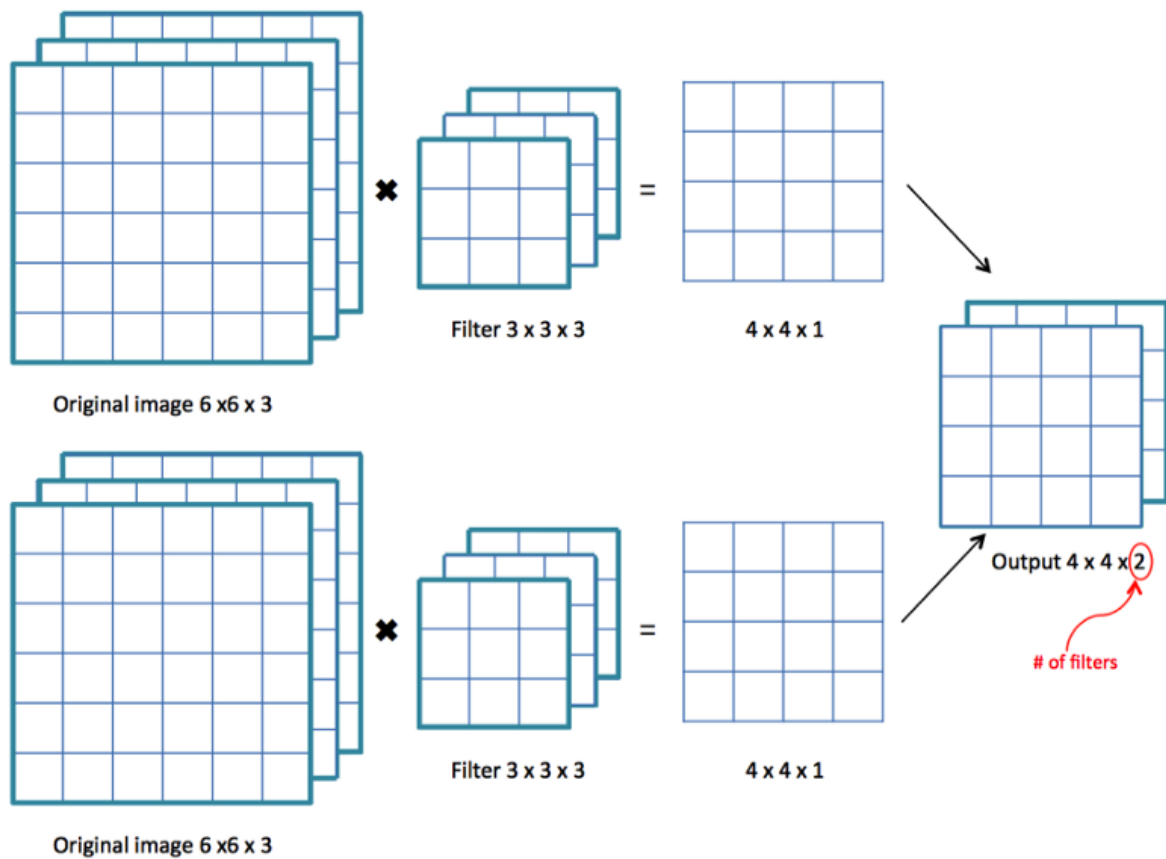 ✖
=
Filter 3 x 3 x 3
4 x 4 x 1
Original image 6 x6 x 3
✖
=
Output 4 x 4 x 2
# of filters
Filter 3 x 3 x 3
4 x 4 x 1
Original image 6 x6 x 3